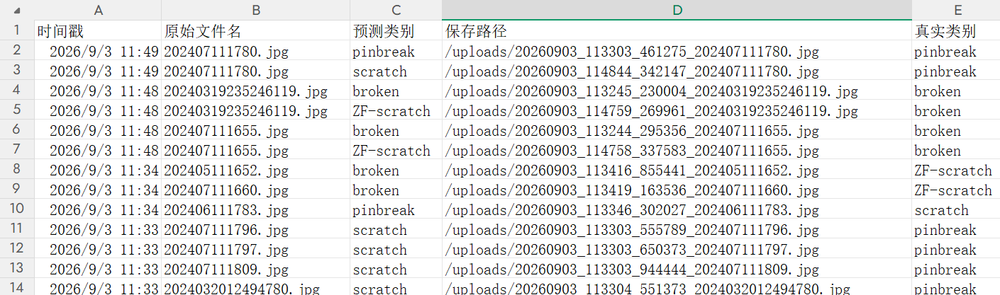 A B C D E
1 时间戳 原始文件名 预测类别 保存路径 真实类别
2 2026/9/3 11:49 202407111780.jpg pinbreak /uploads/20260903_113303_461275_202407111780.jpg pinbreak
3 2026/9/3 11:49 202407111780.jpg scratch /uploads/20260903_114844_342147_202407111780.jpg pinbreak
4 2026/9/3 11:48 20240319235246119.jpg broken /uploads/20260903_113245_230004_20240319235246119.jpg broken
5 2026/9/3 11:48 20240319235246119.jpg ZF-scratch /uploads/20260903_114759_269961_20240319235246119.jpg broken
6 2026/9/3 11:48 202407111655.jpg broken /uploads/20260903_113244_295356_202407111655.jpg broken
7 2026/9/3 11:48 202407111655.jpg ZF-scratch /uploads/20260903_114758_337583_202407111655.jpg broken
8 2026/9/3 11:34 202405111652.jpg broken /uploads/20260903_113416_855441_202405111652.jpg ZF-scratch
9 2026/9/3 11:34 202407111660.jpg broken /uploads/20260903_113419_163536_202407111660.jpg ZF-scratch
10 2026/9/3 11:34 202406111783.jpg pinbreak /uploads/20260903_113346_302027_202406111783.jpg scratch
11 2026/9/3 11:33 202407111796.jpg scratch /uploads/20260903_113303_555789_202407111796.jpg pinbreak
12 2026/9/3 11:33 202407111797.jpg scratch /uploads/20260903_113303_650373_202407111797.jpg pinbreak
13 2026/9/3 11:33 202407111809.jpg scratch /uploads/20260903_113303_944444_202407111809.jpg pinbreak
14 2026/9/3 11:33 2024032012494780.jpg scratch /uploads/20260903_113304_551373_2024032012494780.jpg pinbreak